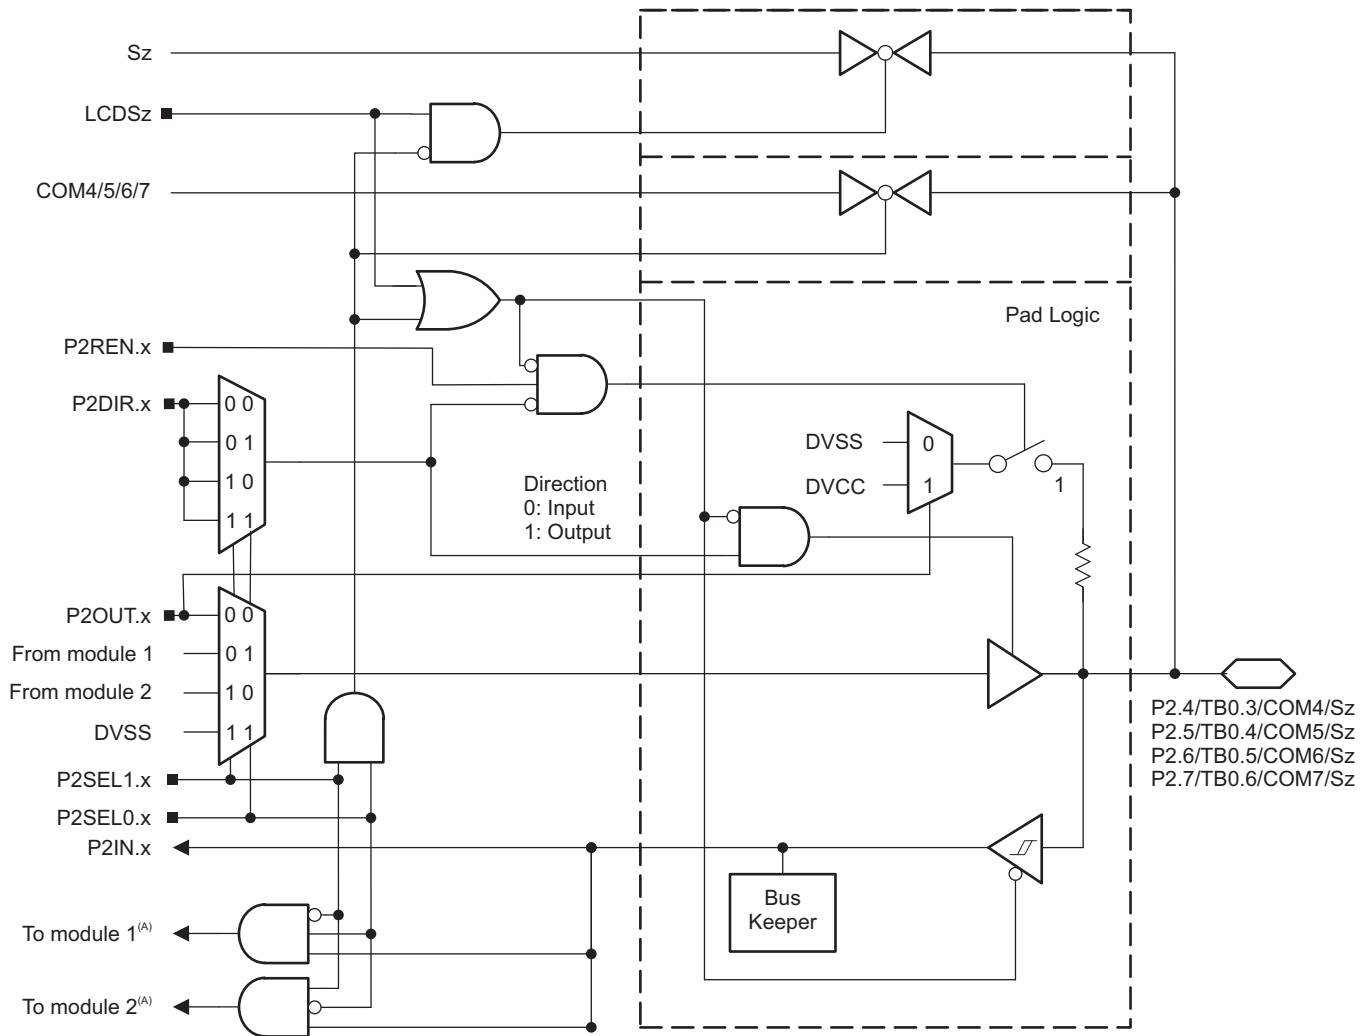 Sz
LCDSz
COM4/5/6/7
Pad Logic
P2REN.x
P2DIR.x
0 0
0 1
1 0
1 1
Direction
0: Input
1: Output
DVSS
0
DVCC
1
1
P2OUT.x
0 0
From module 1
0 1
From module 2
1 0
DVSS
1 1
P2SEL1.x
P2SEL0.x
P2IN.x
P2.4/TB0.3/COM4/Sz
P2.5/TB0.4/COM5/Sz
P2.6/TB0.5/COM6/Sz
P2.7/TB0.6/COM7/Sz
Bus
Keeper
To module 1(A)
To module 2(A)